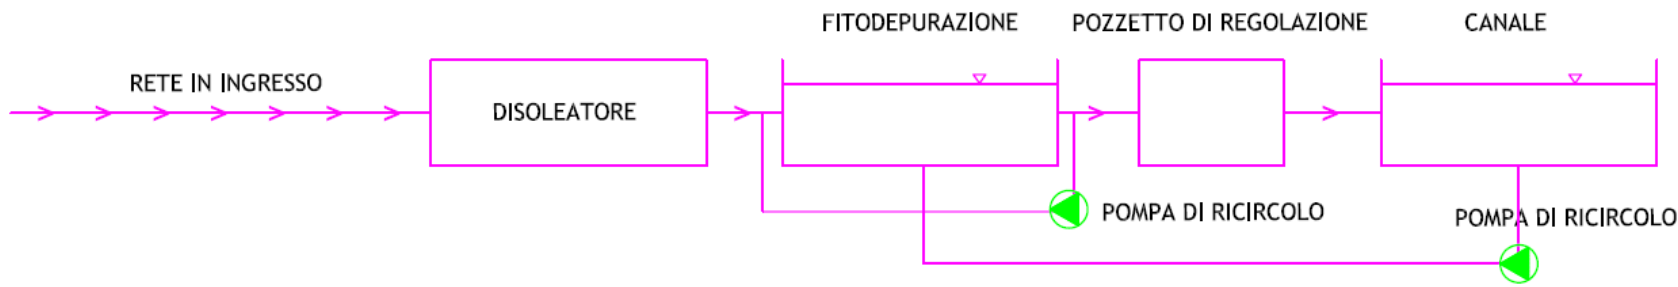 FITODEPURAZIONE
POZZETTO DI REGOLAZIONE
CANALE
RETE IN INGRESSO
DISOLEATORE
POMPA DI RICIRCOLO
POMPA DI RICIRCOLO